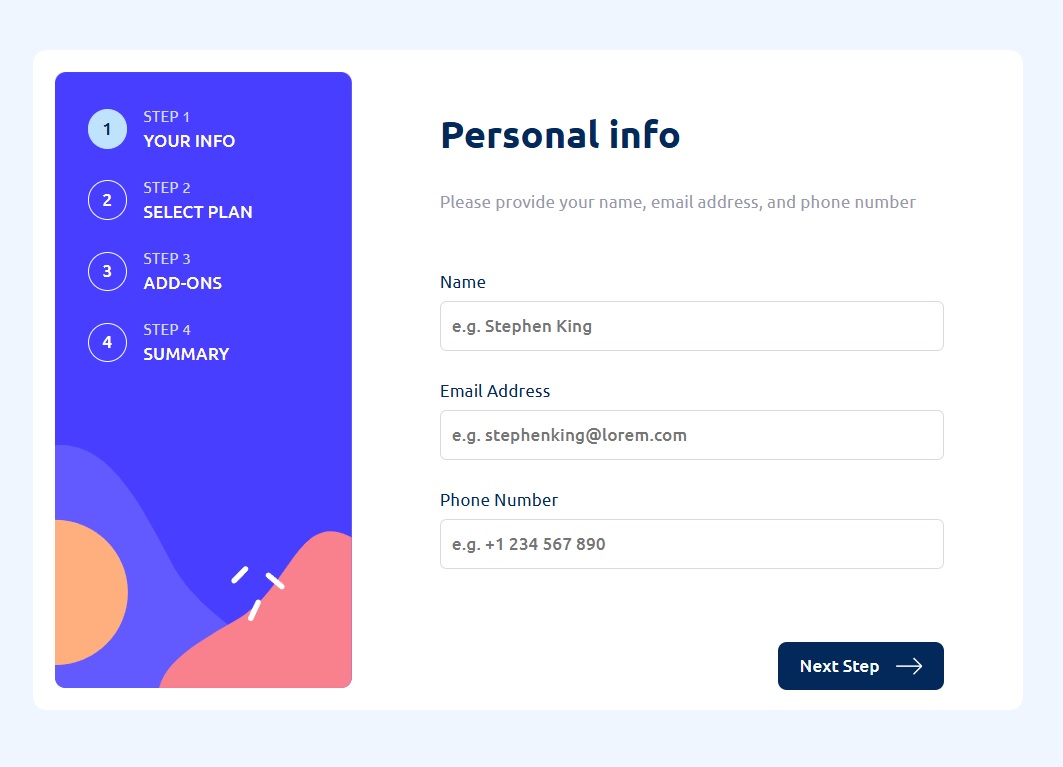 1
STEP 1
YOUR INFO
2
STEP 2
SELECT PLAN
3
STEP 3
ADD-ONS
4
STEP 4
SUMMARY
Personal info
Please provide your name, email address, and phone number
Name
e.g. Stephen King
Email Address
e.g. stephenking@lorem.com
Phone Number
e.g. +1 234 567 890
Next Step